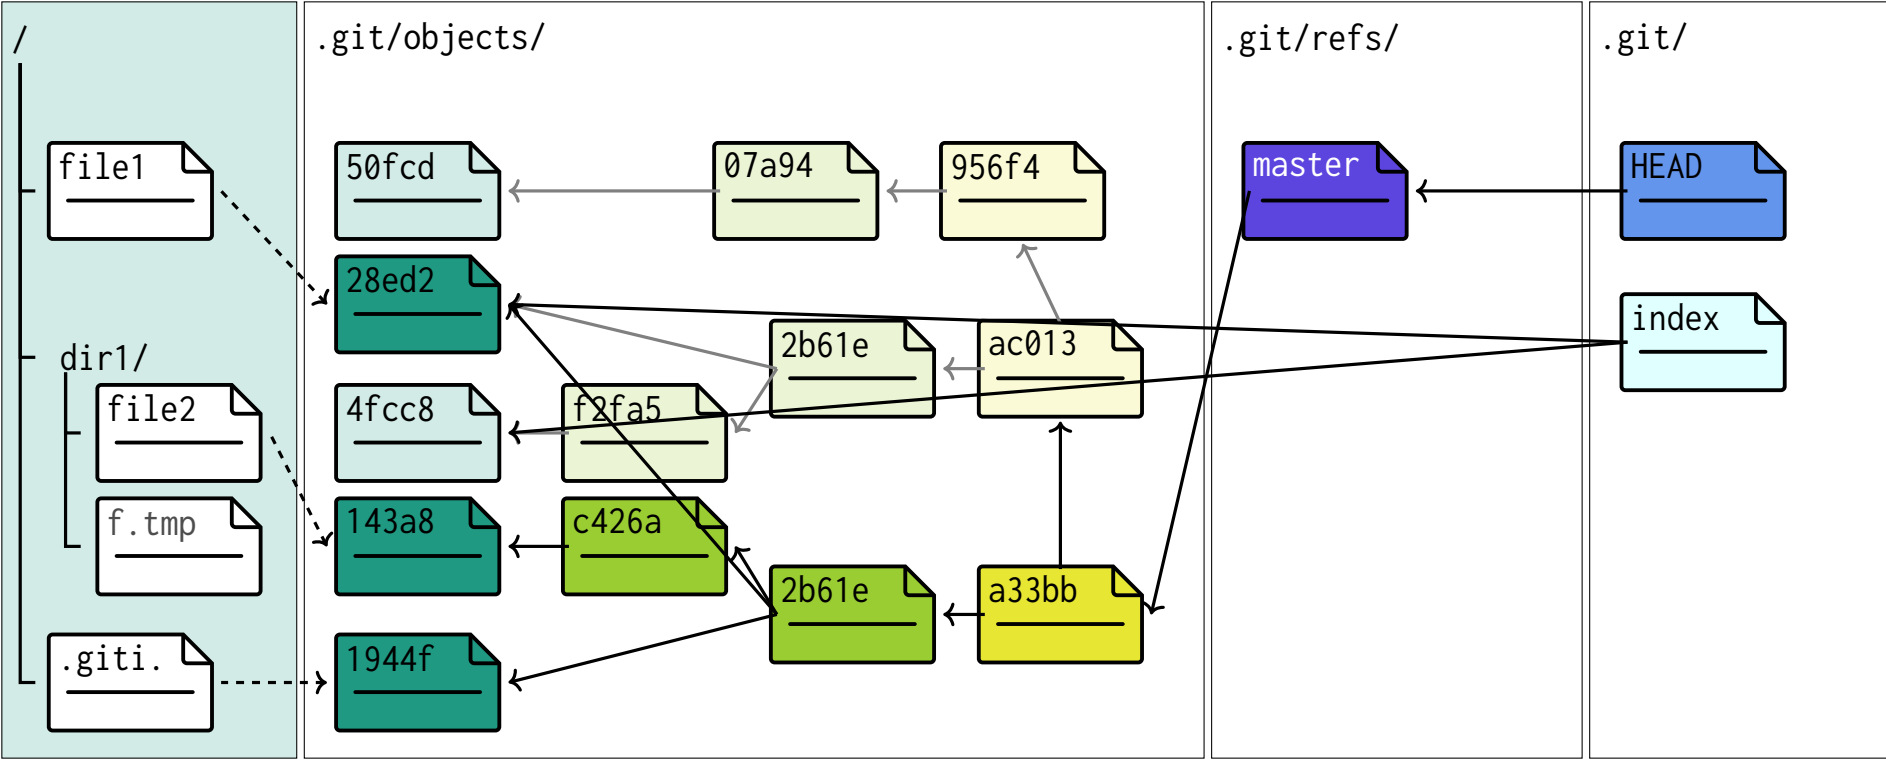 /
.git/objects/
.git/refs/
.git/
file1
50fcd
07a94
956f4
master
HEAD
28ed2
index
dir1/
2b61e
ac013
file2
4fcc8
f2fa5
f.tmp
143a8
c426a
2b61e
a33bb
.giti.
1944f